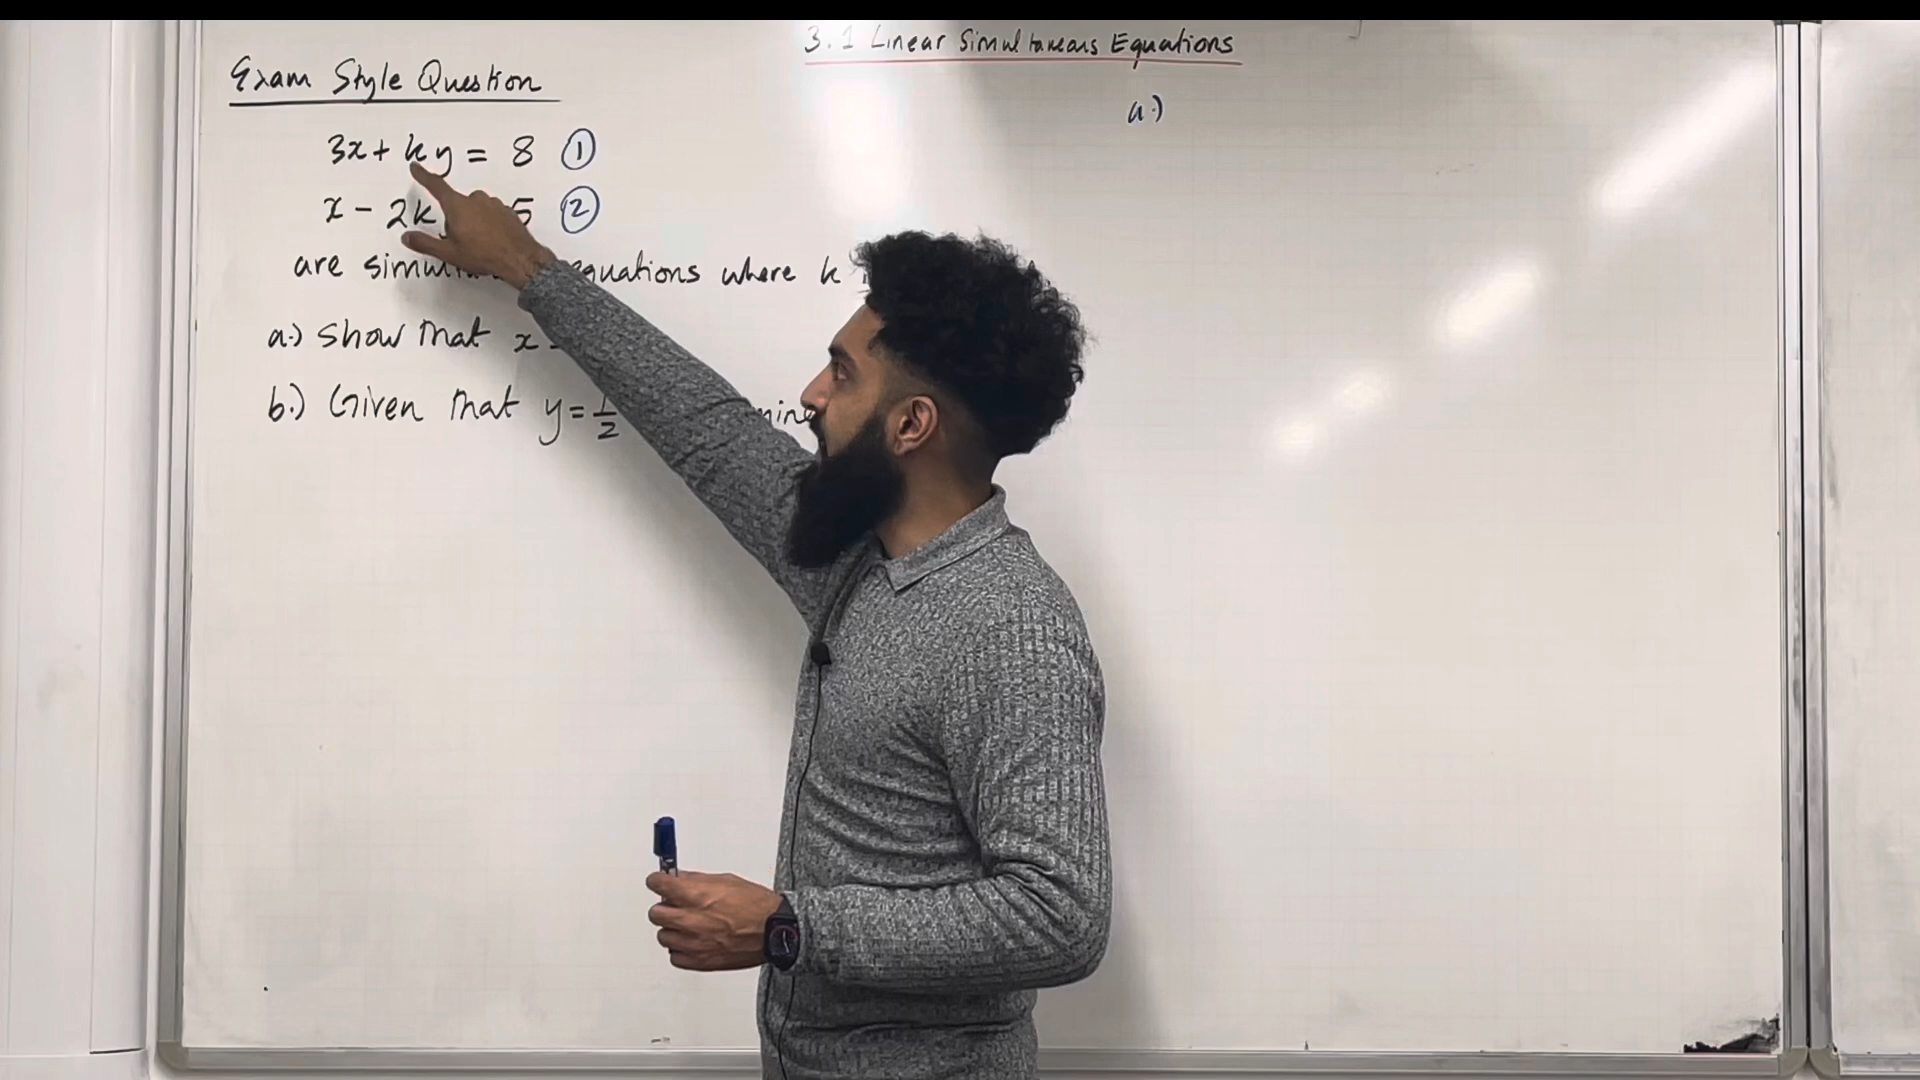 3.1 Linear Simultaneous Equations
Exam Style Question
a.)
3x + ky = 8 ①
x - 2k 5 ②
are equations where k
a.) Show that x
b.) Given that y = 1/2